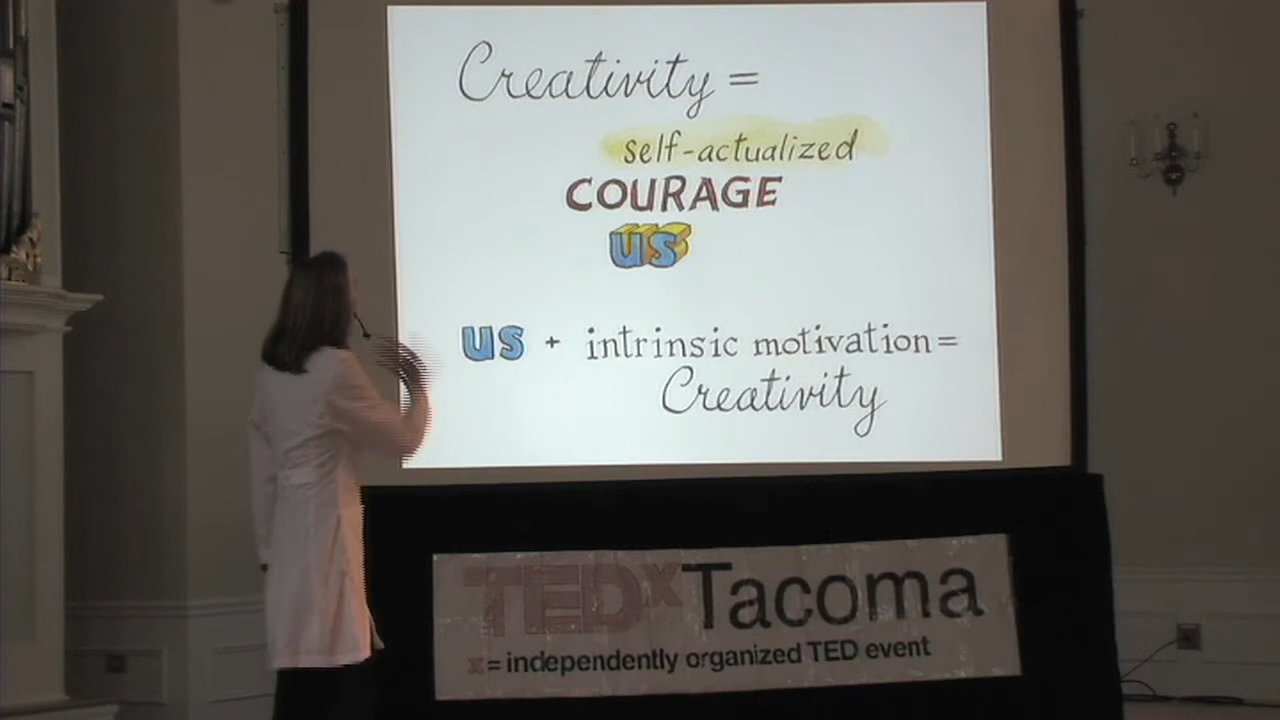 Creativity =
self-actualized
COURAGE
US
US + intrinsic motivation =
Creativity
TEDxTacoma
x = independently organized TED event